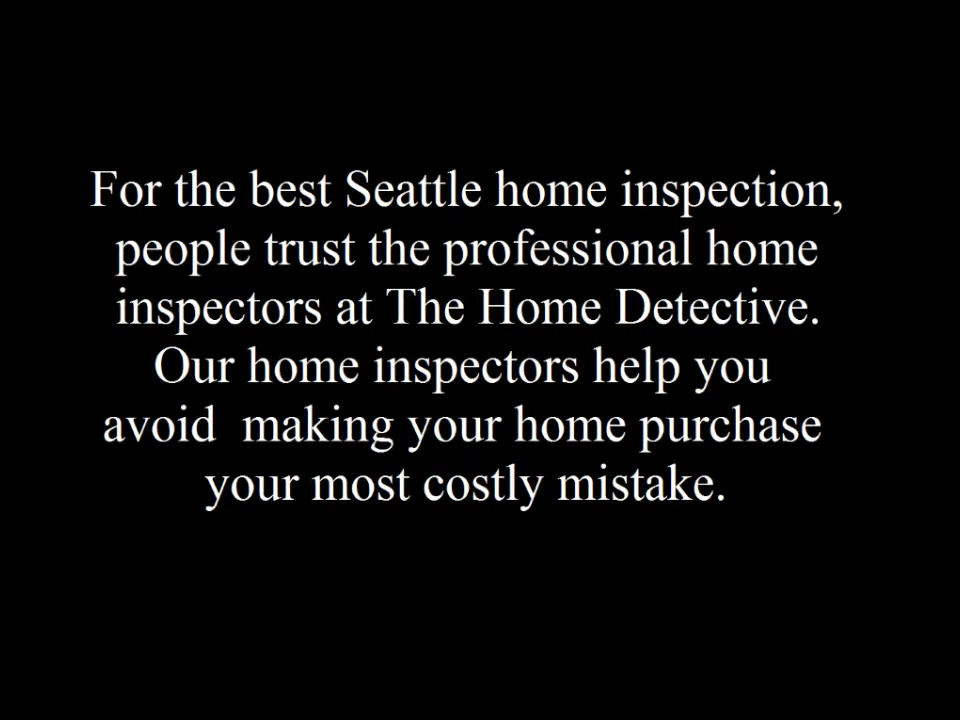 For the best Seattle home inspection,
people trust the professional home
inspectors at The Home Detective.
Our home inspectors help you
avoid  making your home purchase
your most costly mistake.